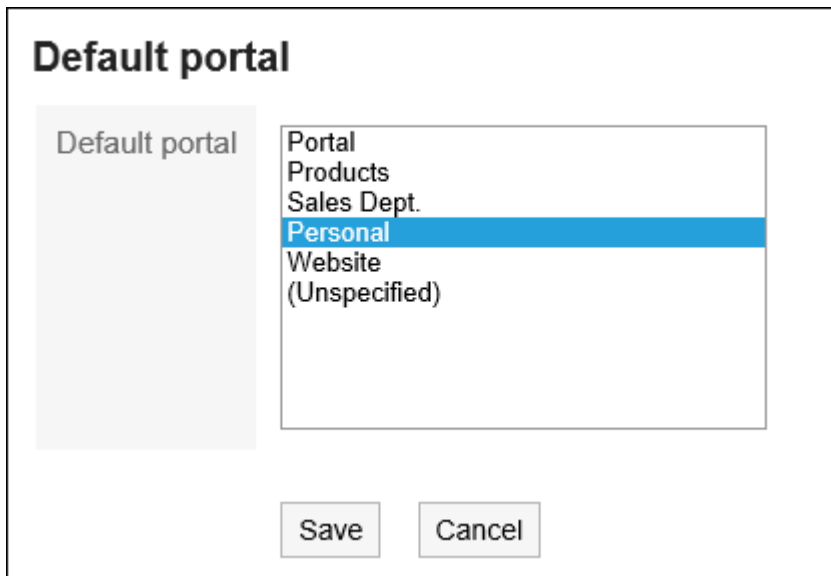 Default portal
Default portal
Portal
Products
Sales Dept.
Personal
Website
(Unspecified)
Save
Cancel